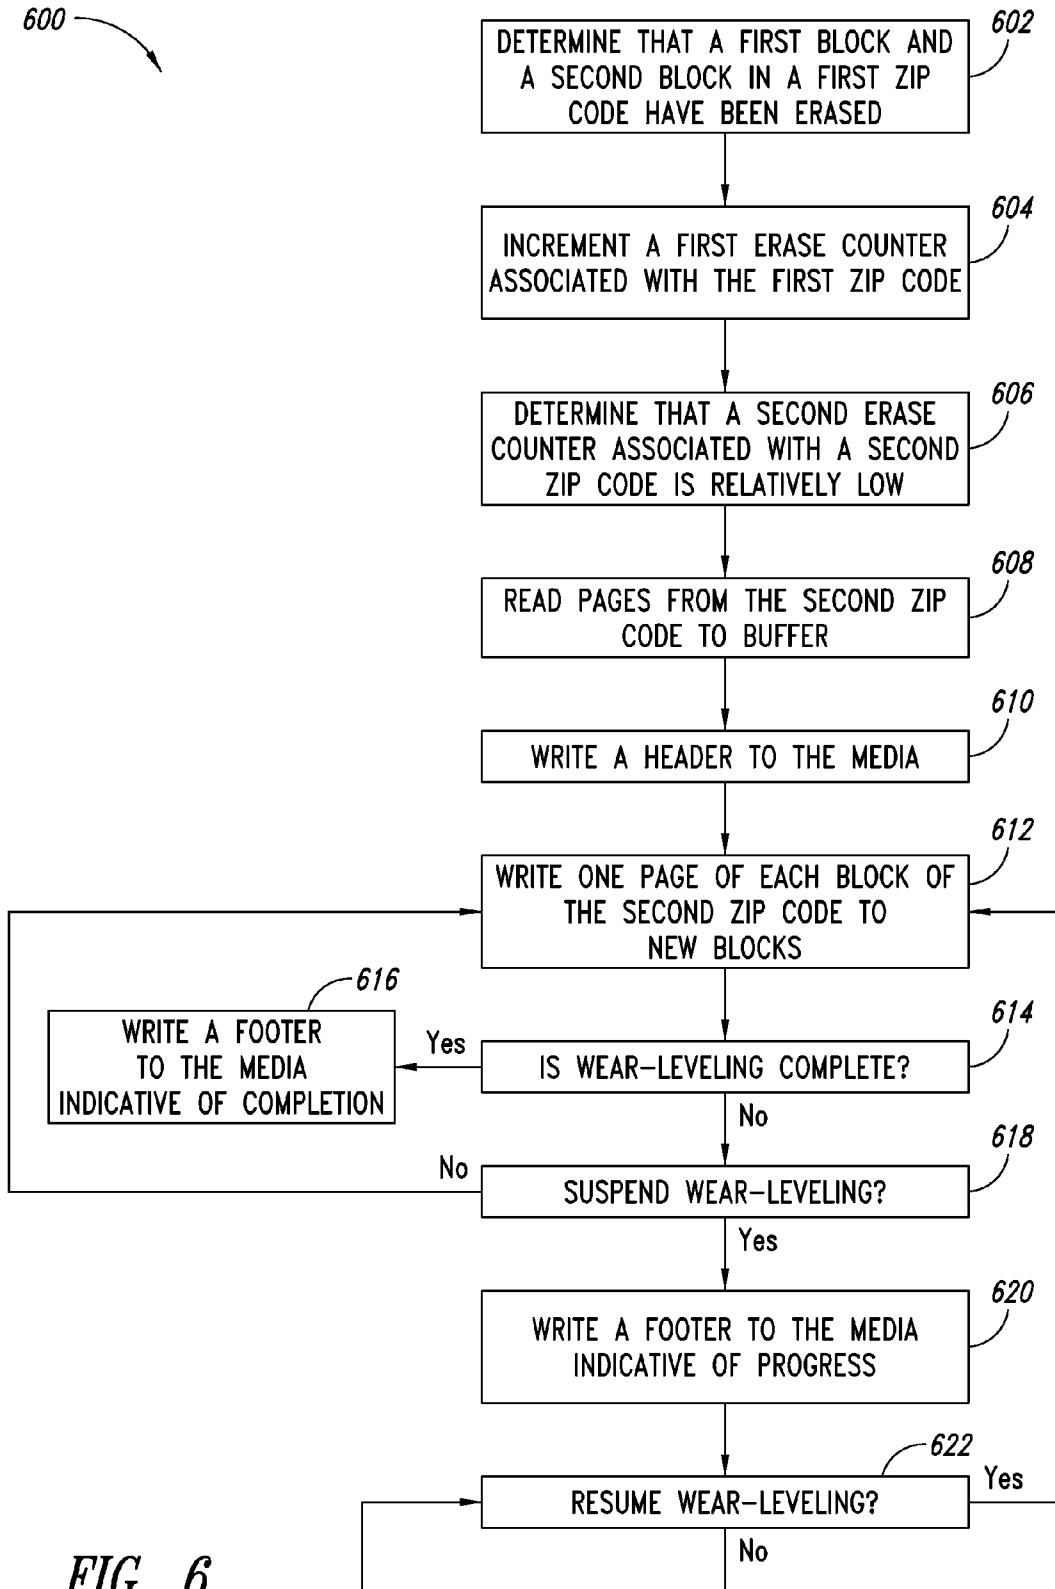 600
602
DETERMINE THAT A FIRST BLOCK AND
A SECOND BLOCK IN A FIRST ZIP
CODE HAVE BEEN ERASED
604
INCREMENT A FIRST ERASE COUNTER
ASSOCIATED WITH THE FIRST ZIP CODE
606
DETERMINE THAT A SECOND ERASE
COUNTER ASSOCIATED WITH A SECOND
ZIP CODE IS RELATIVELY LOW
608
READ PAGES FROM THE SECOND ZIP
CODE TO BUFFER
610
WRITE A HEADER TO THE MEDIA
612
WRITE ONE PAGE OF EACH BLOCK OF
THE SECOND ZIP CODE TO
NEW BLOCKS
616
WRITE A FOOTER
TO THE MEDIA
INDICATIVE OF COMPLETION
Yes
614
IS WEAR-LEVELING COMPLETE?
No
618
No
SUSPEND WEAR-LEVELING?
Yes
620
WRITE A FOOTER TO THE MEDIA
INDICATIVE OF PROGRESS
622
RESUME WEAR-LEVELING?
Yes
No
FIG. 6